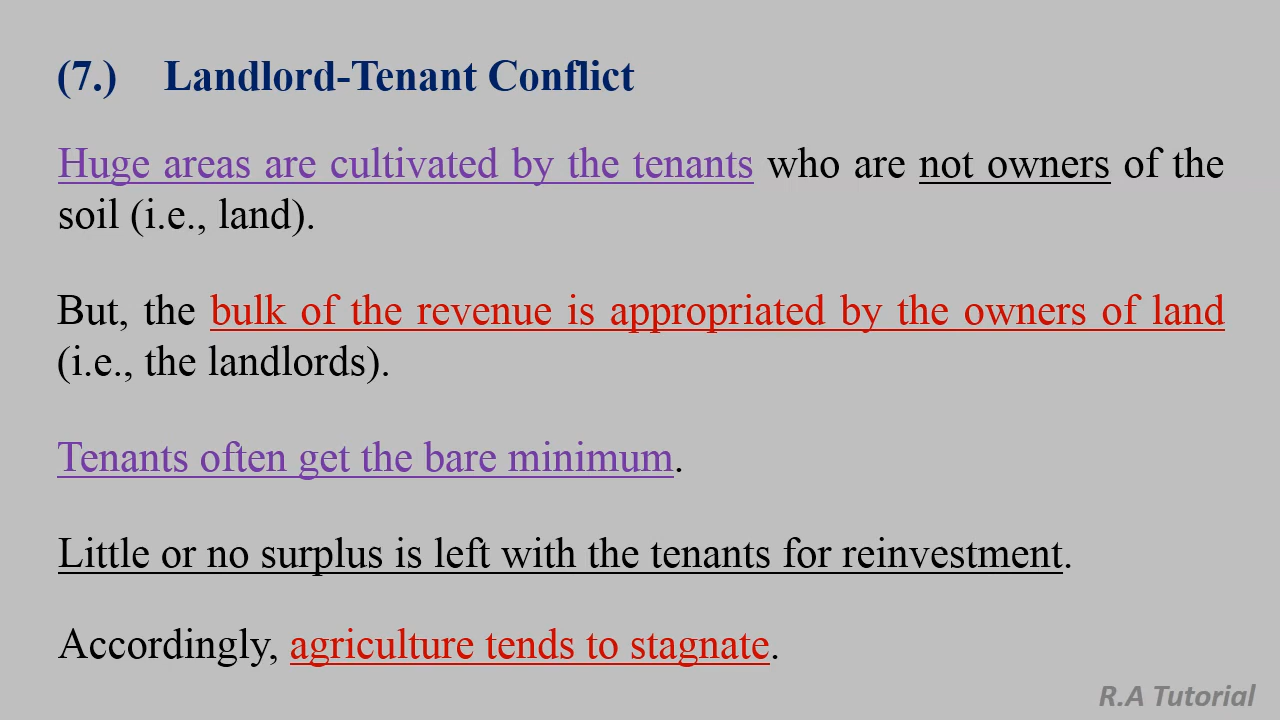 (7.) Landlord-Tenant Conflict
Huge areas are cultivated by the tenants who are not owners of the
soil (i.e., land).
But, the bulk of the revenue is appropriated by the owners of land
(i.e., the landlords).
Tenants often get the bare minimum.
Little or no surplus is left with the tenants for reinvestment.
Accordingly, agriculture tends to stagnate.
R.A Tutorial